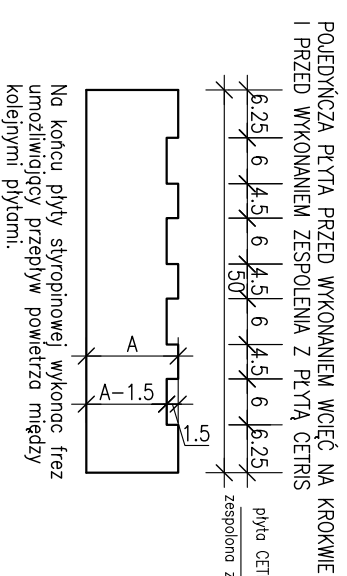 POJEDYŃCZA PŁYTA PRZED WYKONANIEM WCIĘĆ NA KROKWIE
I PRZED WYKONANIEM ZESPOLENIA Z PŁYTĄ CETRIS
6.25 6 4.5 6 4.5 6 4.5 6 6.25
50
płyta CET
zespolona z
A
A-1.5
1.5
Na końcu płyty styropinowej wykonac frez
umożliwiający przepływ powietrza między
kolejnymi płytami.